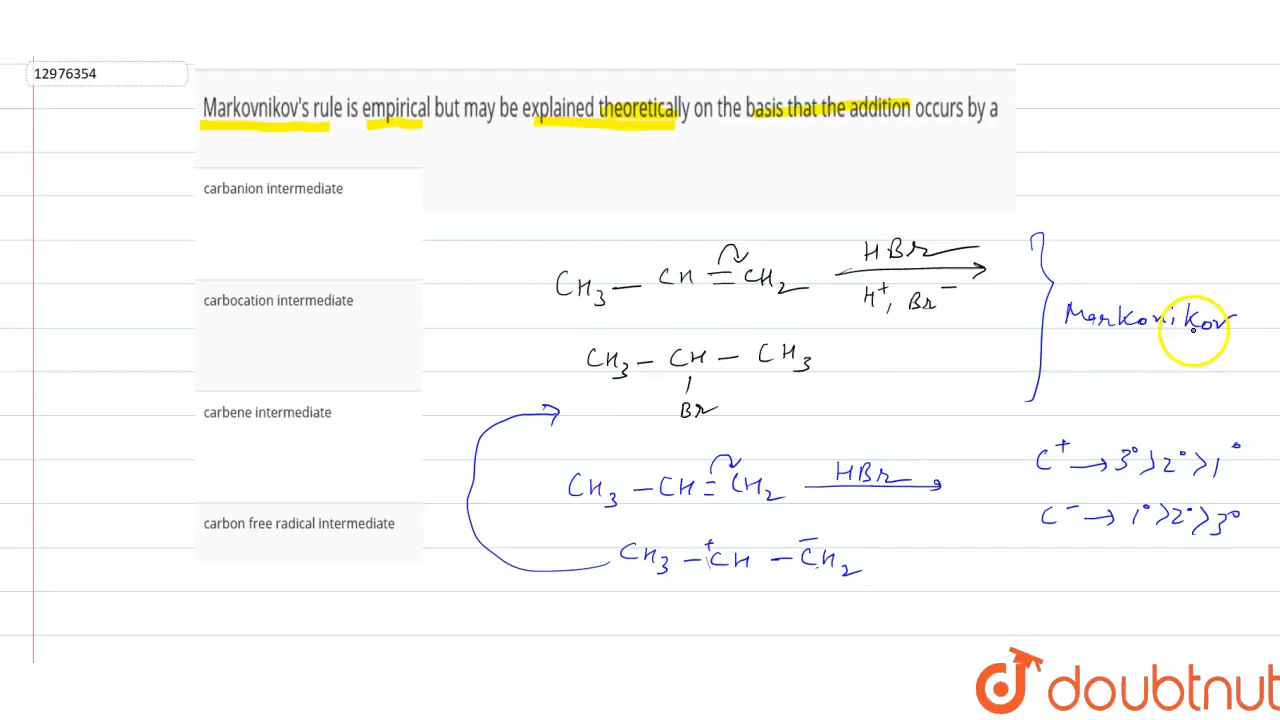 12976354
Markovnikov's rule is empirical but may be explained theoretically on the basis that the addition occurs by a
carbanion intermediate
carbocation intermediate
carbene intermediate
carbon free radical intermediate
CH3 — CH = CH2 HBr
H+, Br−
CH3 — CH — CH3
Br
Markovnikov
CH3 — CH = CH2 HBr
CH3 — +CH — C̄H2
C+ → 3° > 2° > 1°
C− → 1° > 2° > 3°
doubtnut